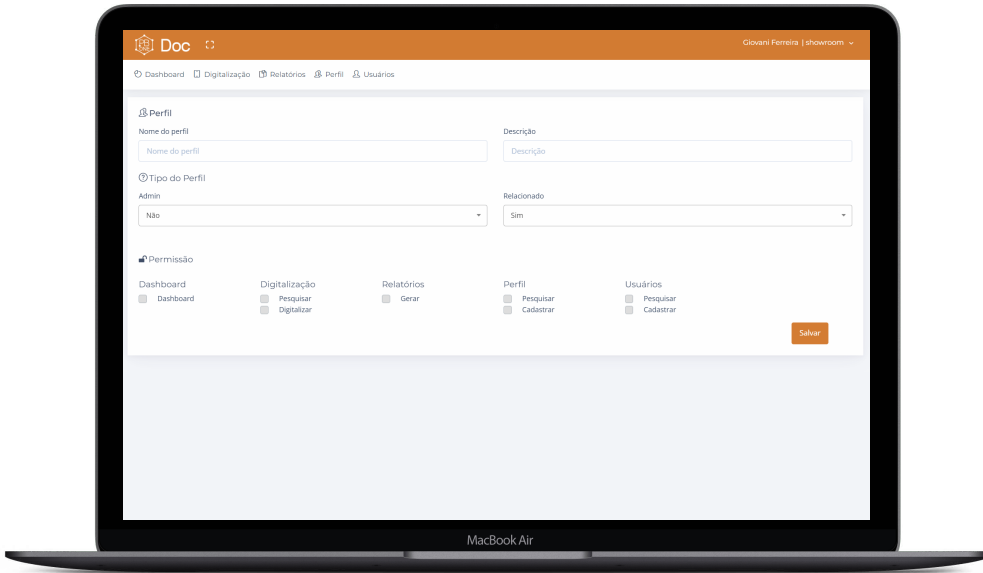 Doc
Giovani Ferreira | showroom
Dashboard Digitalização Relatórios Perfil Usuários
Perfil
Nome do perfil Descrição
Nome do perfil Descrição
Tipo do Perfil
Admin Relacionado
Não Sim
Permissão
Dashboard Digitalização Relatórios Perfil Usuários
Dashboard Pesquisar Gerar Pesquisar Pesquisar
Digitalizar Cadastrar Cadastrar
Salvar
MacBook Air